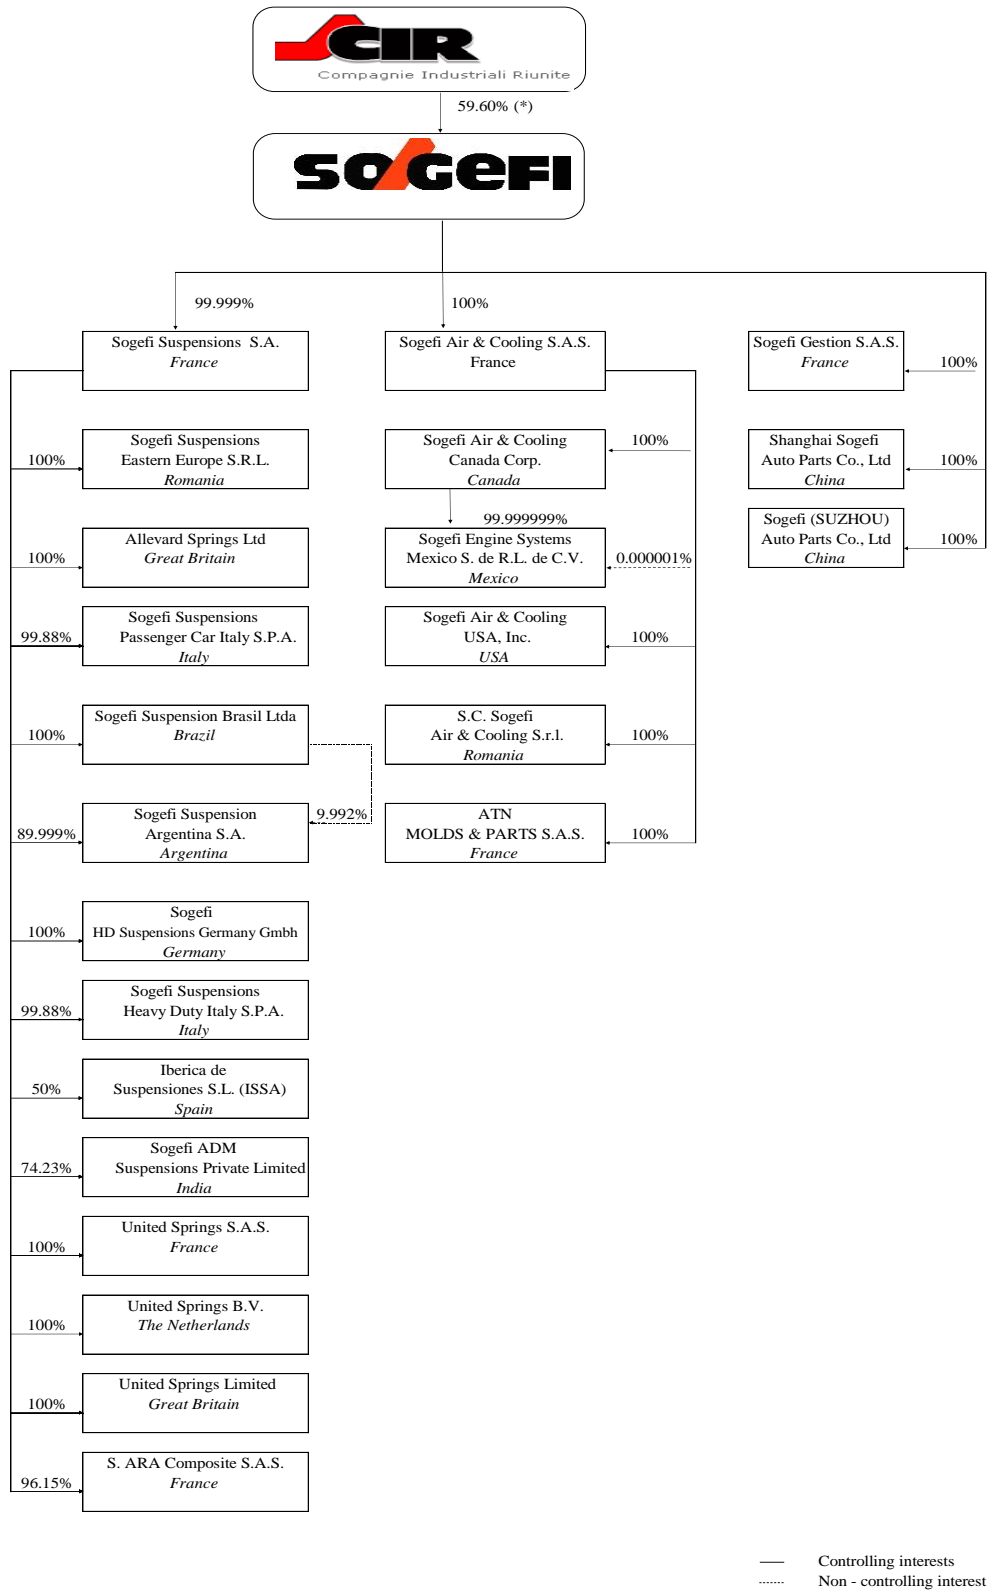 CIR
Compagnie Industriali Riunite
59.60% (*)
SOGEFI
99.999%
100%
Sogefi Suspensions S.A.
France
Sogefi Air & Cooling S.A.S.
France
Sogefi Gestion S.A.S.
France
100%
100%
Sogefi Suspensions
Eastern Europe S.R.L.
Romania
Sogefi Air & Cooling
Canada Corp.
Canada
100%
Shanghai Sogefi
Auto Parts Co., Ltd
China
100%
99.999999%
100%
Allevard Springs Ltd
Great Britain
Sogefi Engine Systems
Mexico S. de R.L. de C.V.
Mexico
0.000001%
Sogefi (SUZHOU)
Auto Parts Co., Ltd
China
100%
99.88%
Sogefi Suspensions
Passenger Car Italy S.P.A.
Italy
Sogefi Air & Cooling
USA, Inc.
USA
100%
100%
Sogefi Suspension Brasil Ltda
Brazil
S.C. Sogefi
Air & Cooling S.r.l.
Romania
100%
89.999%
Sogefi Suspension
Argentina S.A.
Argentina
9.992%
ATN
MOLDS & PARTS S.A.S.
France
100%
100%
Sogefi
HD Suspensions Germany Gmbh
Germany
99.88%
Sogefi Suspensions
Heavy Duty Italy S.P.A.
Italy
50%
Iberica de
Suspensiones S.L. (ISSA)
Spain
74.23%
Sogefi ADM
Suspensions Private Limited
India
100%
United Springs S.A.S.
France
100%
United Springs B.V.
The Netherlands
100%
United Springs Limited
Great Britain
96.15%
S. ARA Composite S.A.S.
France
Controlling interests
Non - controlling interest